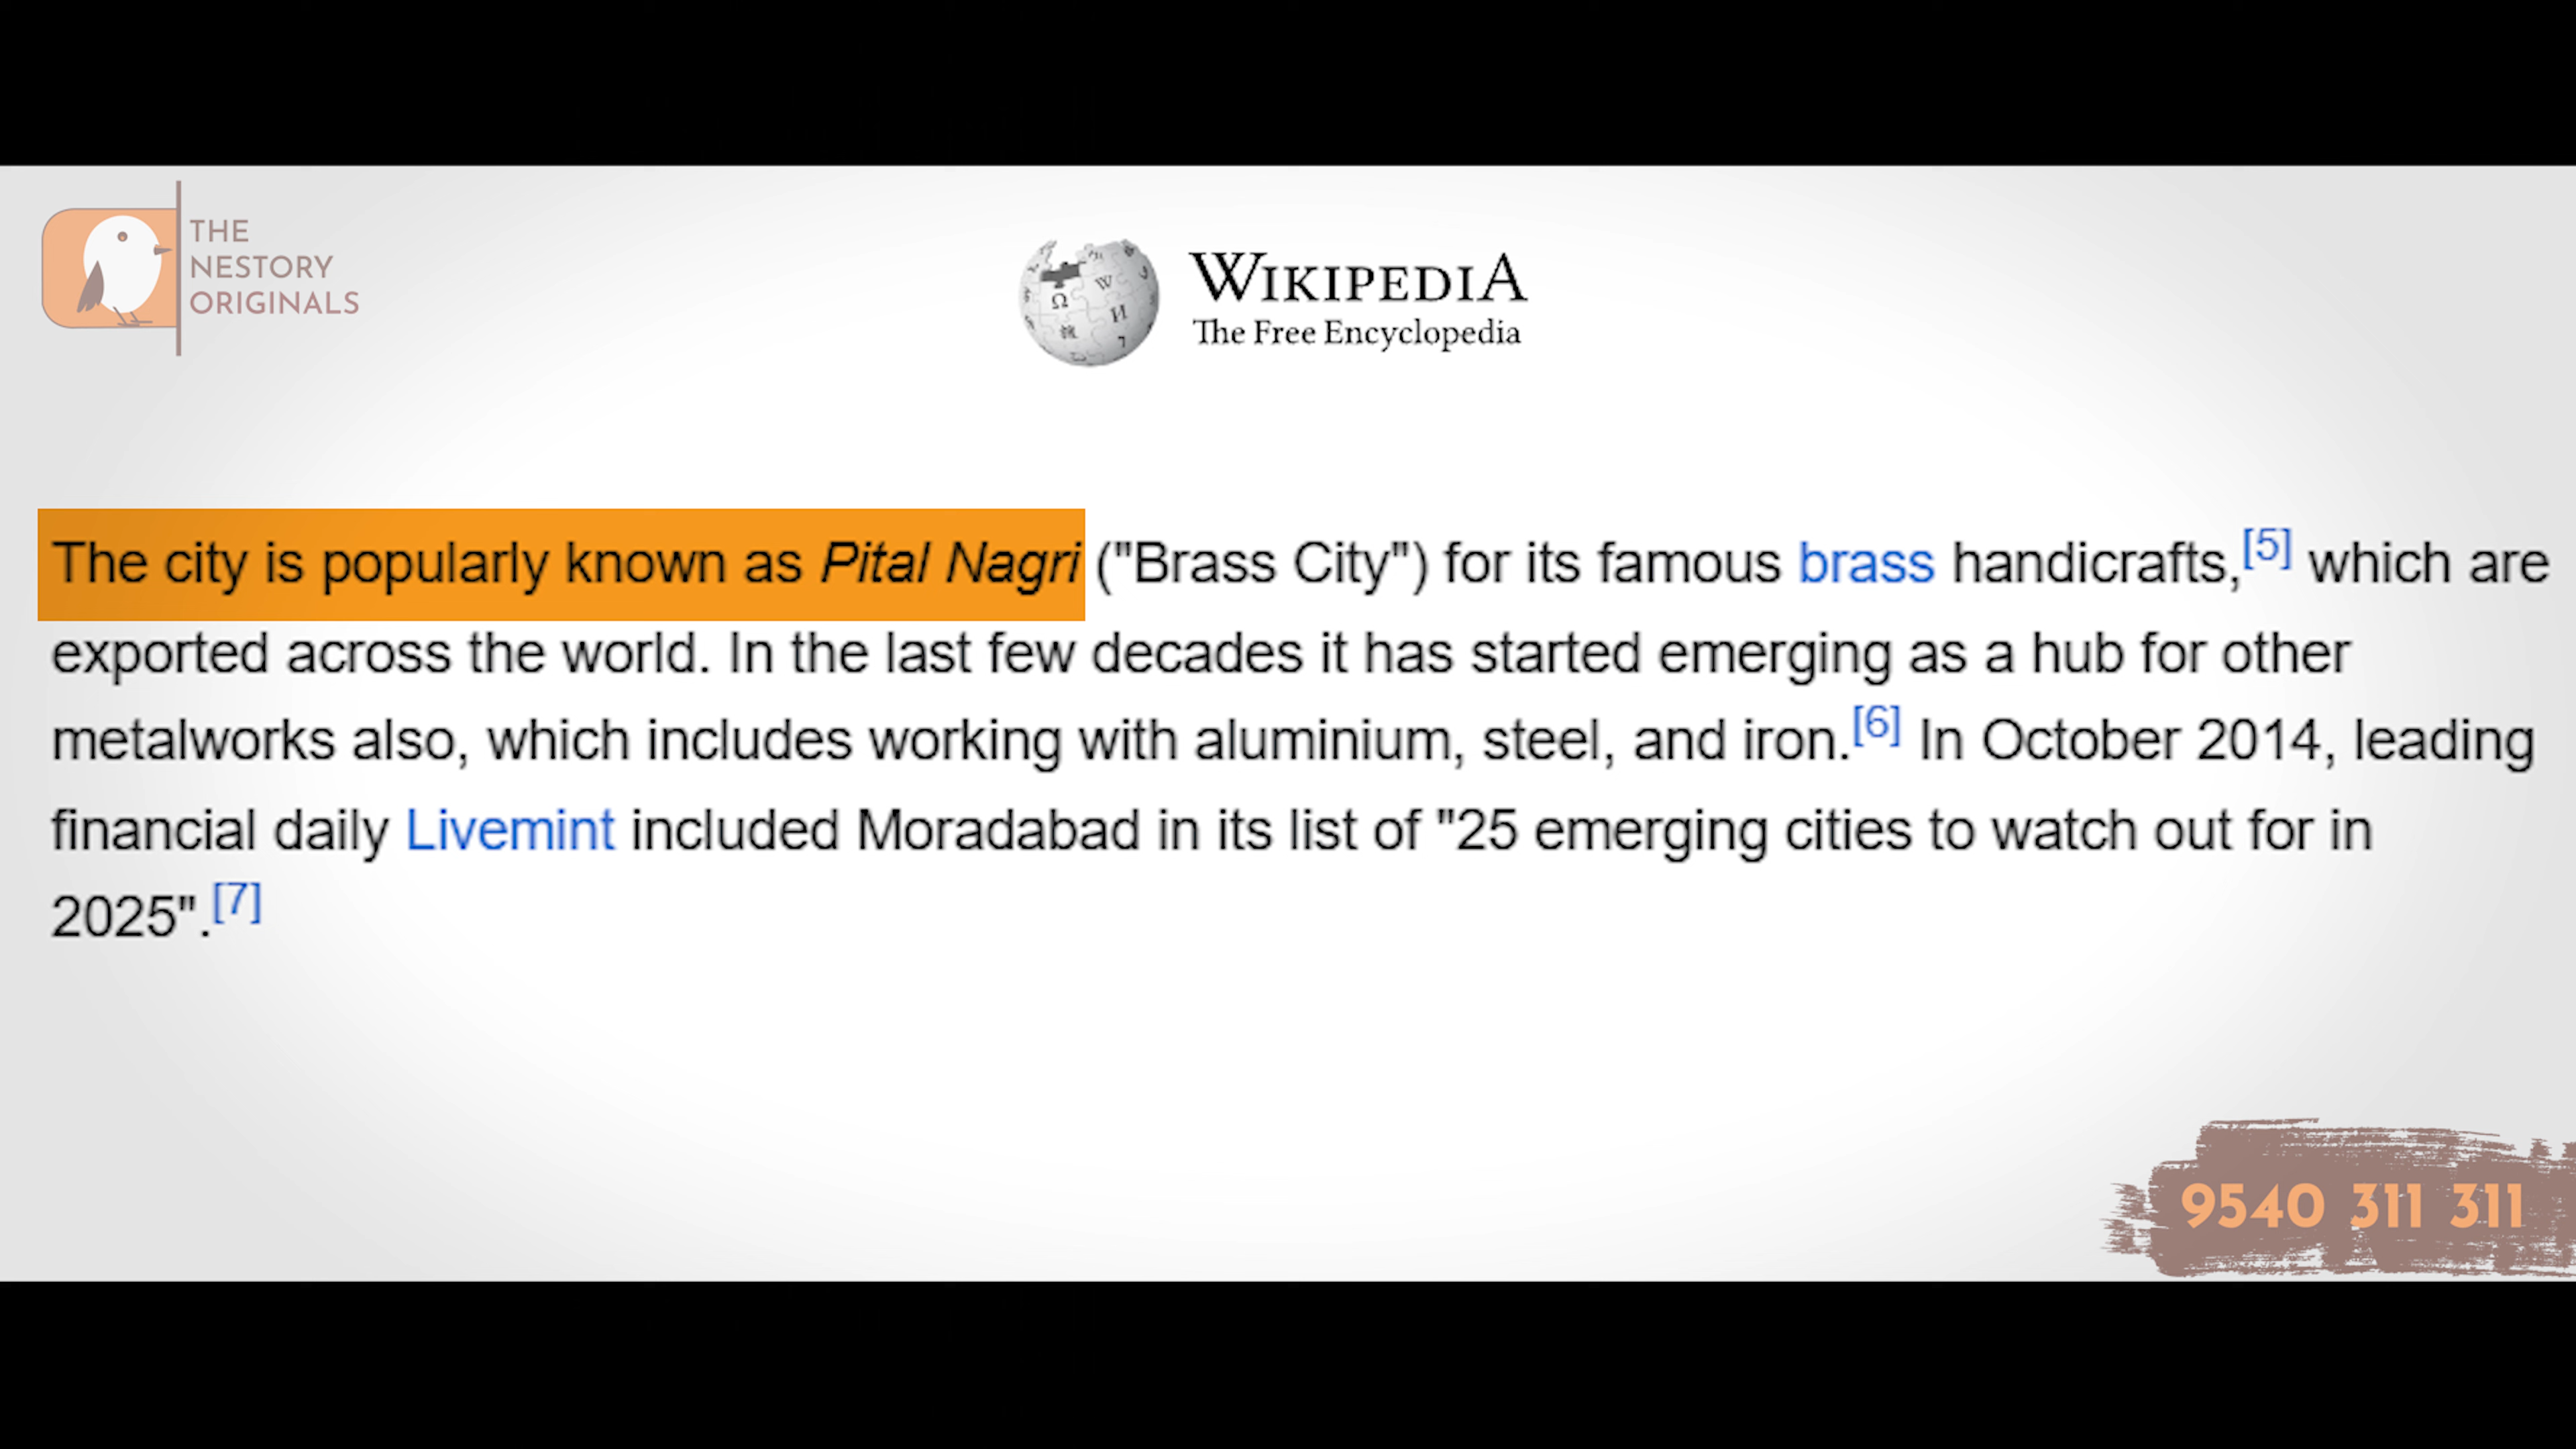 THE
NESTORY
ORIGINALS
WIKIPEDIA
The Free Encyclopedia
The city is popularly known as Pital Nagri ("Brass City") for its famous brass handicrafts,[5] which are
exported across the world. In the last few decades it has started emerging as a hub for other
metalworks also, which includes working with aluminium, steel, and iron.[6] In October 2014, leading
financial daily Livemint included Moradabad in its list of "25 emerging cities to watch out for in
2025".[7]
9540 311 311